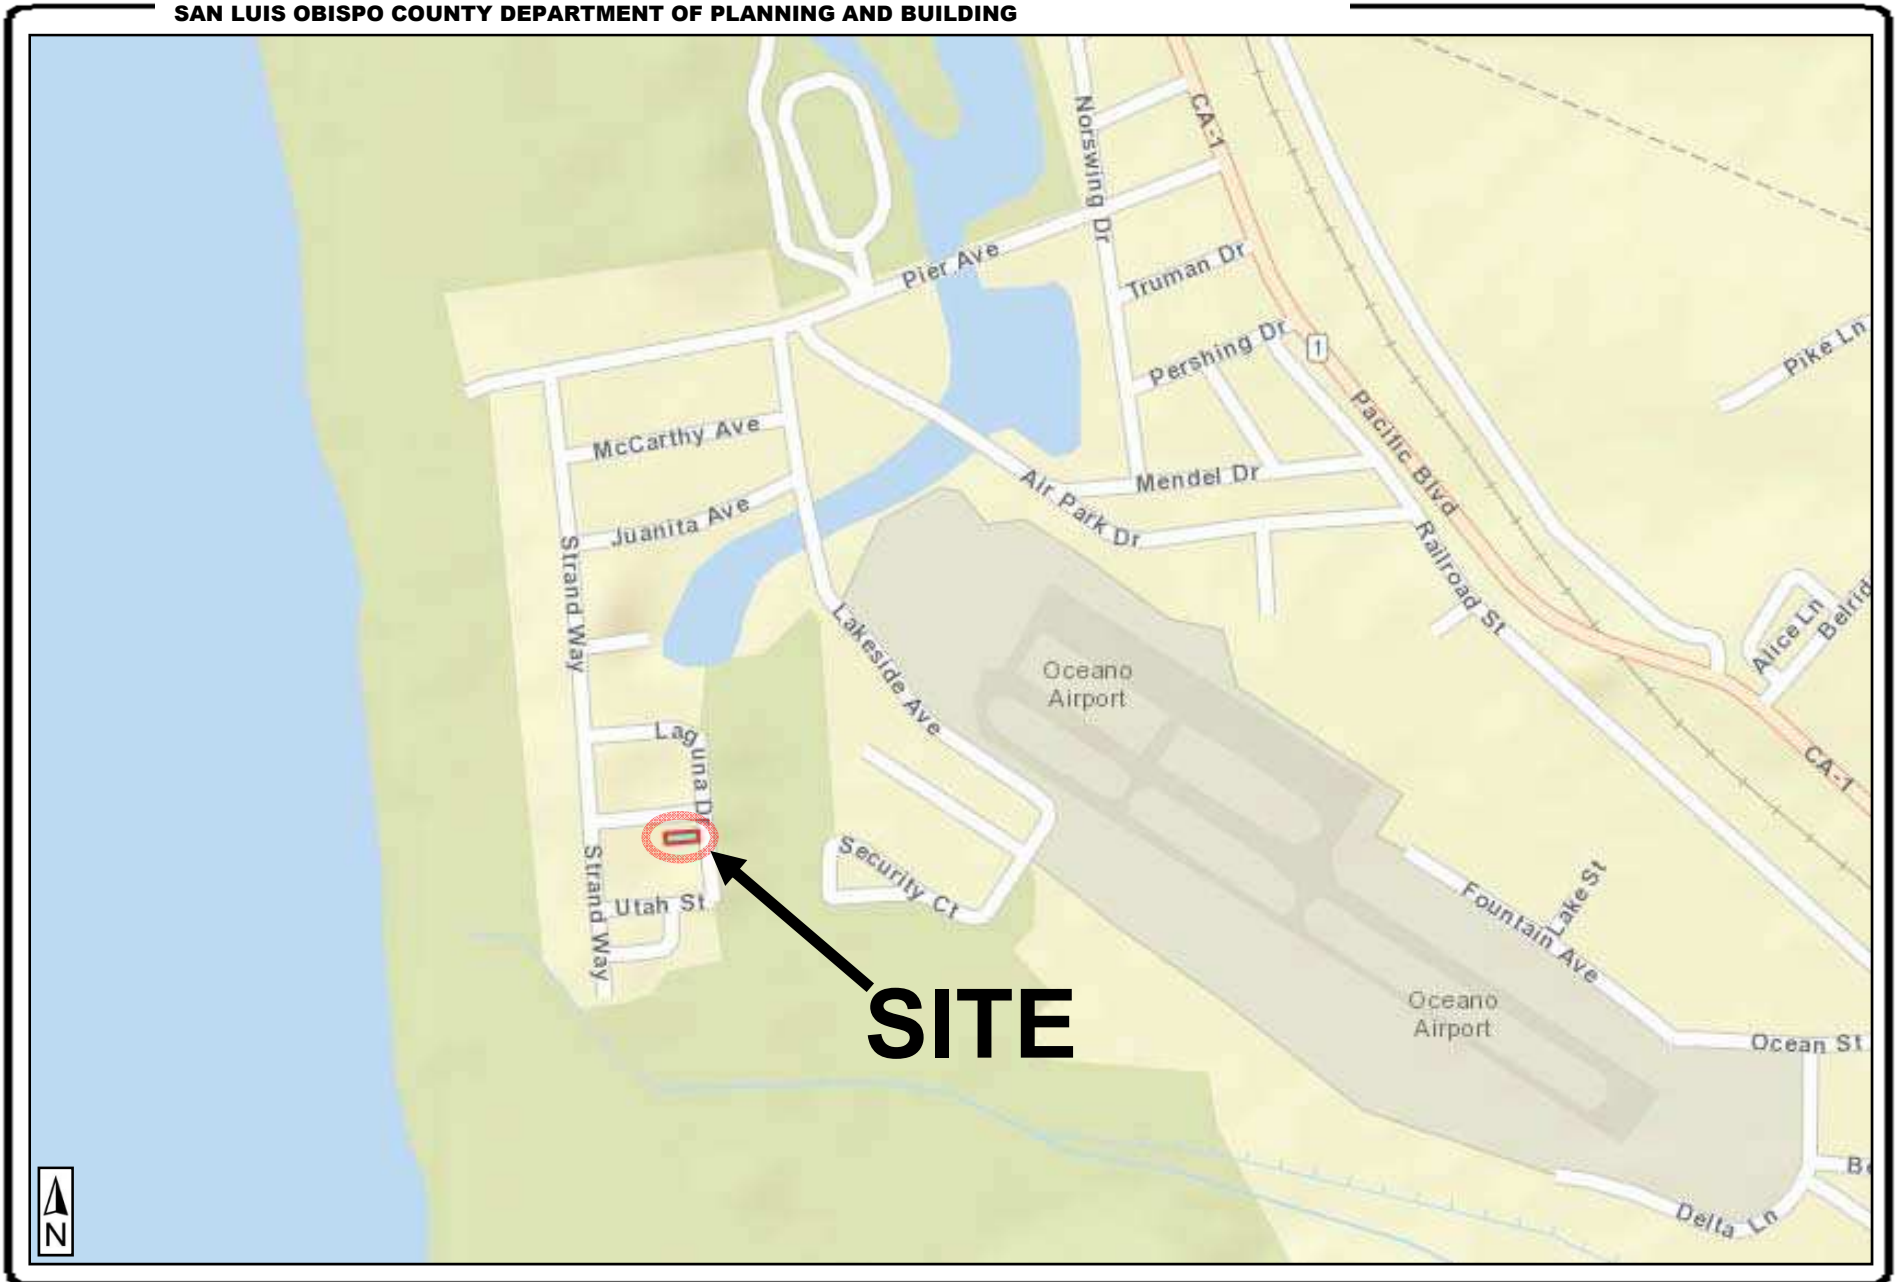 SAN LUIS OBISPO COUNTY DEPARTMENT OF PLANNING AND BUILDING
Norswing Dr
CA-1
Pier Ave
Truman Dr
Pershing Dr
1
Pike Ln
McCarthy Ave
Pacific Blvd
Mendel Dr
Air Park Dr
Juanita Ave
Strand Way
Railroad St
Alice Ln
Belrid
Lakeside Ave
Oceano
Airport
Laguna D
CA-1
Security Ct
Strand Way
Utah St
Lake St
Fountain Ave
SITE
Oceano
Airport
Ocean St
N
Delta Ln